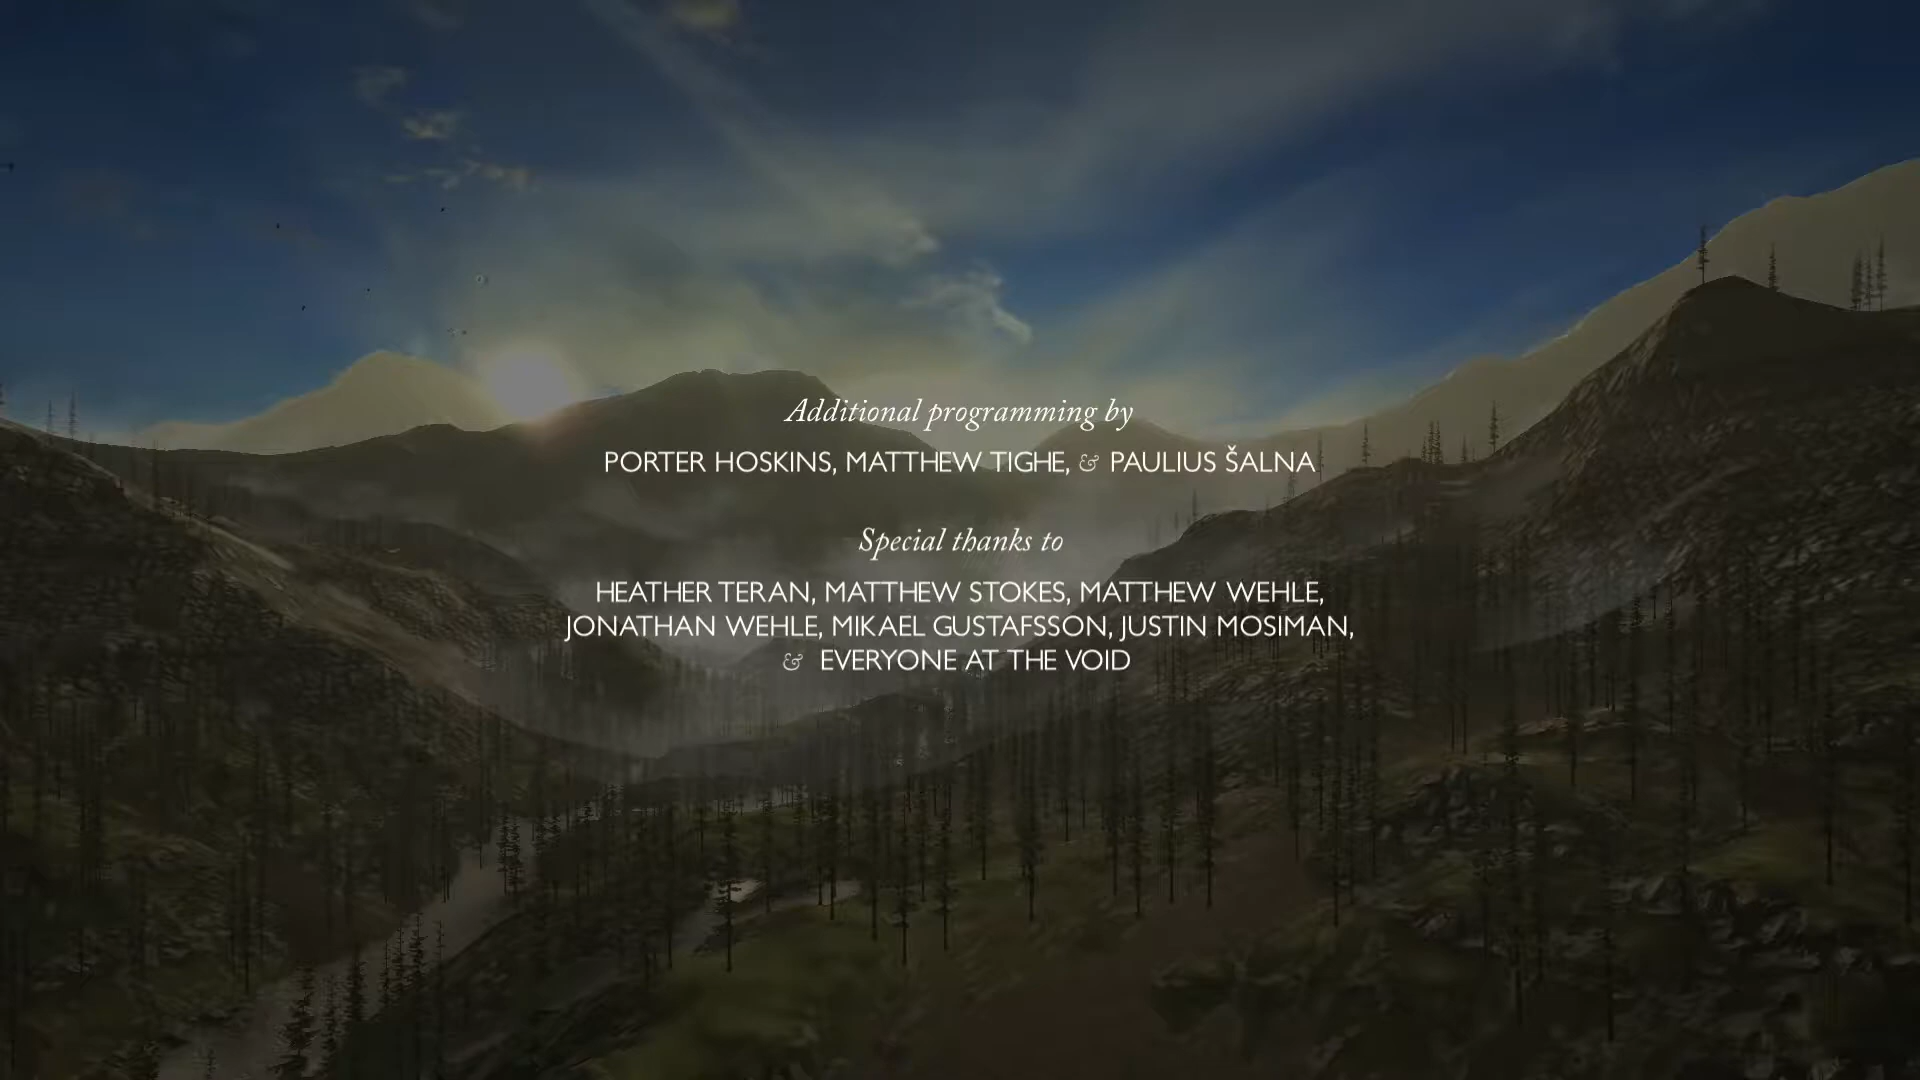 Additional programming by
PORTER HOSKINS, MATTHEW TIGHE, & PAULIUS ŠALNA
Special thanks to
HEATHER TERAN, MATTHEW STOKES, MATTHEW WEHLE,
JONATHAN WEHLE, MIKAEL GUSTAFSSON, JUSTIN MOSIMAN,
& EVERYONE AT THE VOID